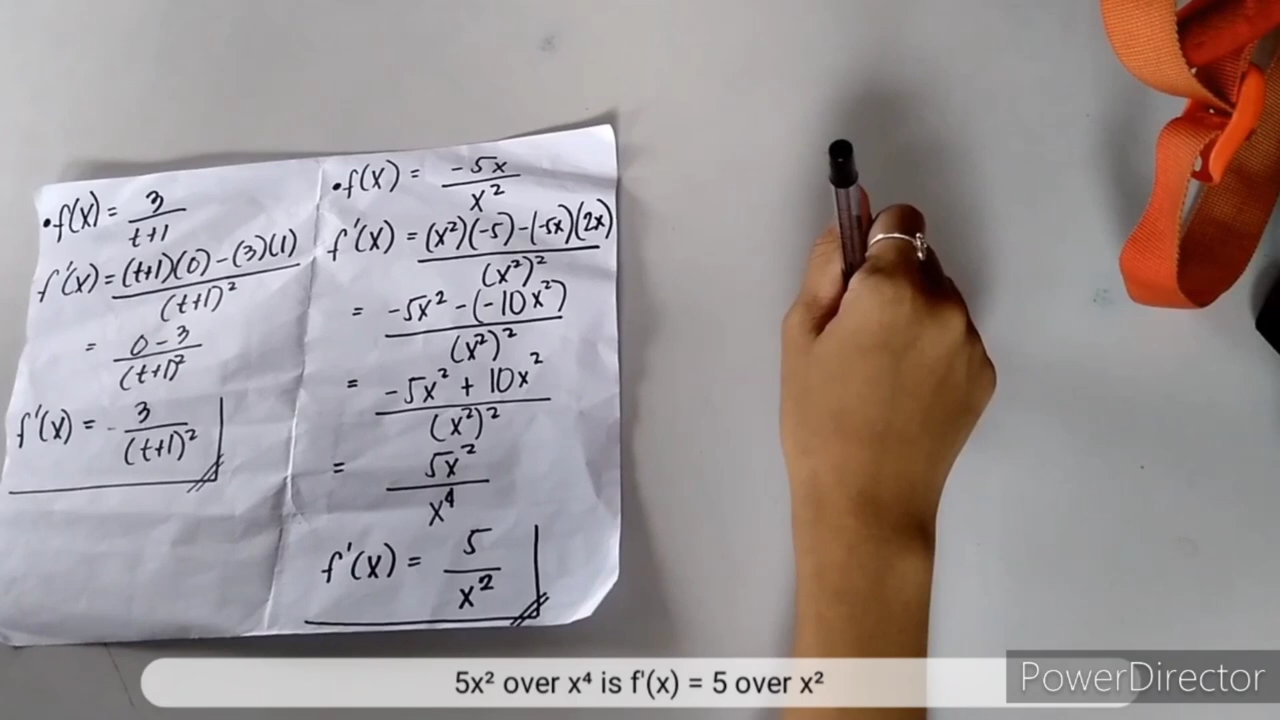 •f(x) = 3/(t+1)
f'(x) = ((t+1)(0) - (3)(1))/(t+1)²
= (0 - 3)/(t+1)²
f'(x) = - 3/(t+1)²
•f(x) = -5x/x²
f'(x) = ((x²)(-5) - (-5x)(2x))/(x²)²
= (-5x² - (-10x²))/(x²)²
= (-5x² + 10x²)/(x²)²
= 5x²/x⁴
f'(x) = 5/x²
5x² over x⁴ is f'(x) = 5 over x²
PowerDirector